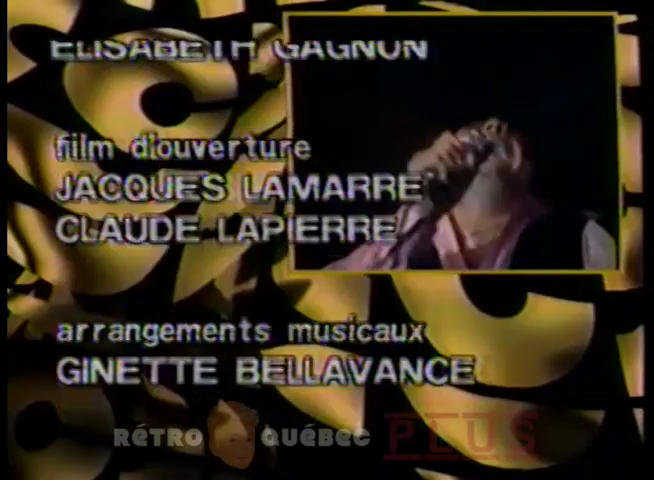 ELISABETH GAGNON
film d'ouverture
JACQUES LAMARRE
CLAUDE LAPIERRE
arrangements musicaux
GINETTE BELLAVANCE
RÉTRO QUÉBEC PLUS